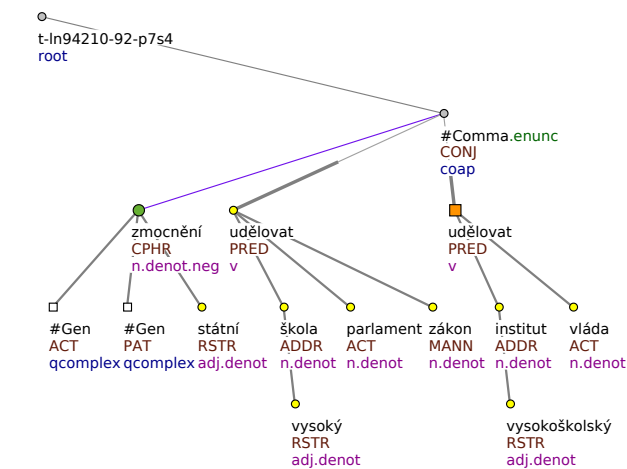 t-ln94210-92-p7s4
root
#Comma.enunc
CONJ
coap
zmocnění
CPHR
n.denot.neg
udělovat
PRED
v
udělovat
PRED
v
#Gen
ACT
qcomplex
#Gen
PAT
qcomplex
státní
RSTR
adj.denot
škola
ADDR
n.denot
parlament
ACT
n.denot
zákon
MANN
n.denot
institut
ADDR
n.denot
vláda
ACT
n.denot
vysoký
RSTR
adj.denot
vysokoškolský
RSTR
adj.denot